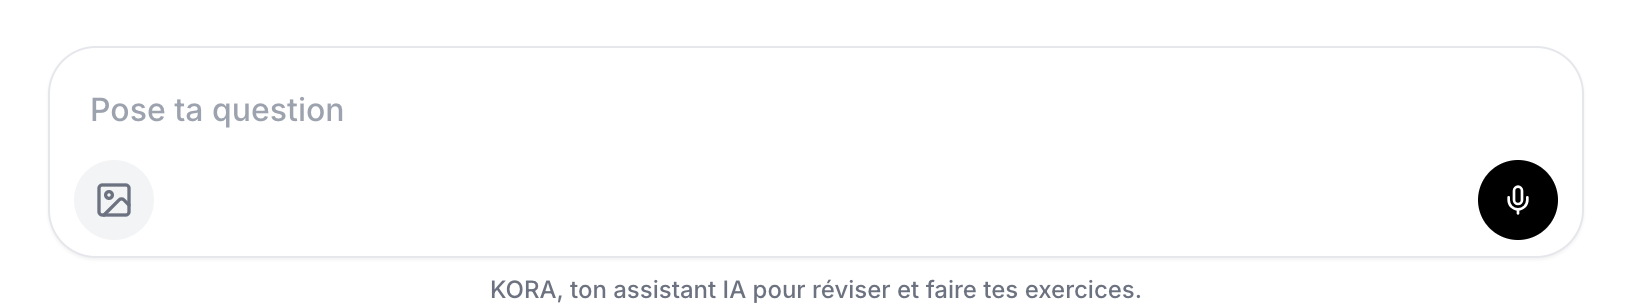 Pose ta question
KORA, ton assistant IA pour réviser et faire tes exercices.